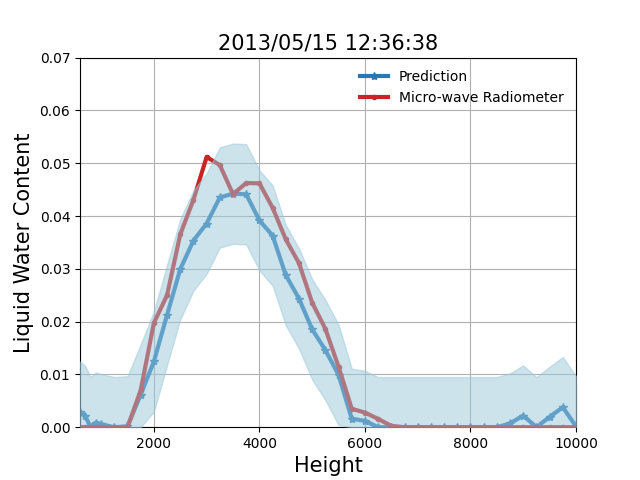 2013/05/15 12:36:38
Prediction
Micro-wave Radiometer
Liquid Water Content
0.07
0.06
0.05
0.04
0.03
0.02
0.01
0.00
2000 4000 6000 8000 10000
Height